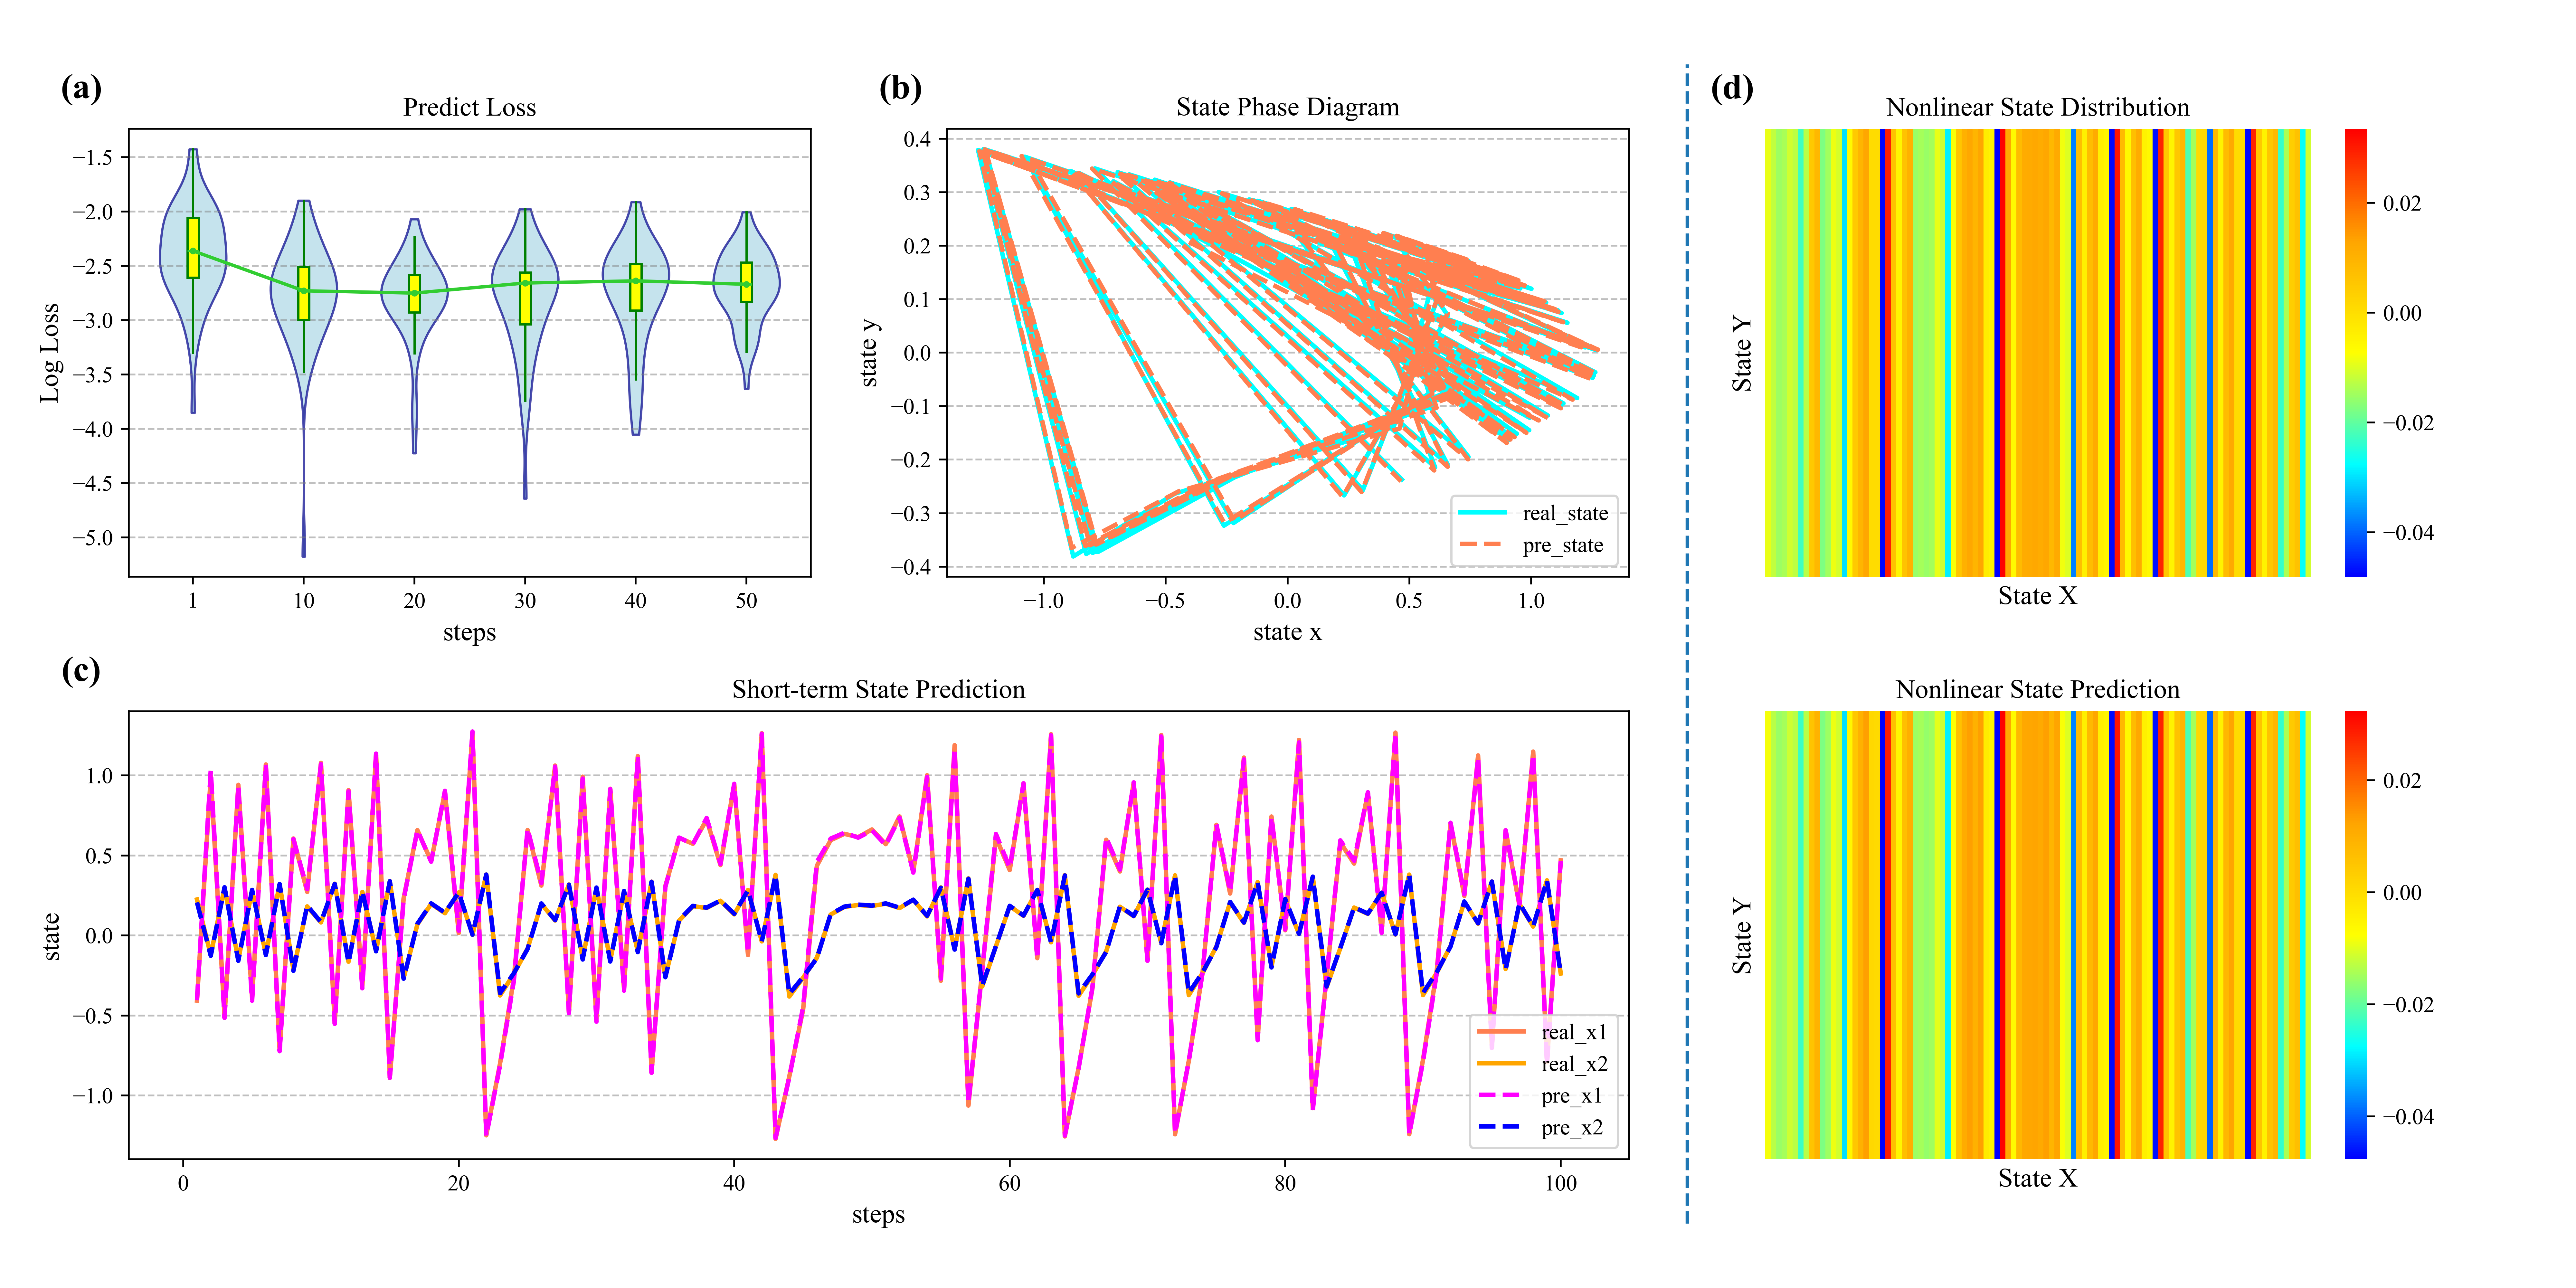 (a)
Predict Loss
−1.5
−2.0
−2.5
−3.0
−3.5
−4.0
−4.5
−5.0
Log Loss
1 10 20 30 40 50
steps
(b)
State Phase Diagram
0.4
0.3
0.2
0.1
0.0
−0.1
−0.2
−0.3
−0.4
state y
real_state
pre_state
−1.0 −0.5 0.0 0.5 1.0
state x
(c)
Short-term State Prediction
1.0
0.5
0.0
−0.5
−1.0
state
real_x1
real_x2
pre_x1
pre_x2
0 20 40 60 80 100
steps
(d)
Nonlinear State Distribution
State Y
State X
0.02
0.00
−0.02
−0.04
Nonlinear State Prediction
State Y
State X
0.02
0.00
−0.02
−0.04